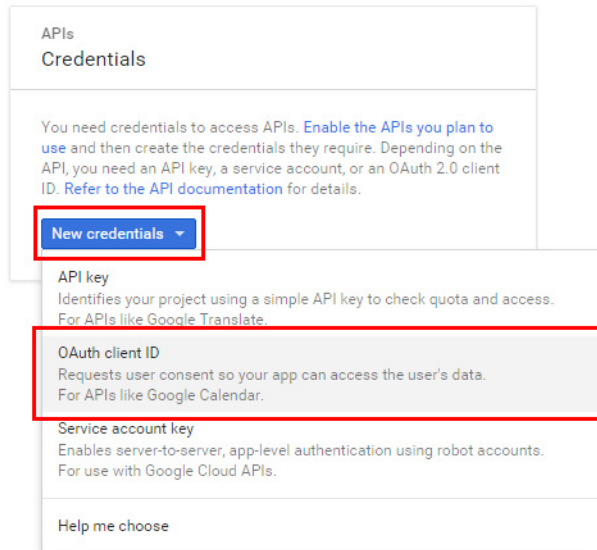 APIs
Credentials
You need credentials to access APIs. Enable the APIs you plan to
use and then create the credentials they require. Depending on the
API, you need an API key, a service account, or an OAuth 2.0 client
ID. Refer to the API documentation for details.
New credentials
API key
Identifies your project using a simple API key to check quota and access.
For APIs like Google Translate.
OAuth client ID
Requests user consent so your app can access the user's data.
For APIs like Google Calendar.
Service account key
Enables server-to-server, app-level authentication using robot accounts.
For use with Google Cloud APIs.
Help me choose